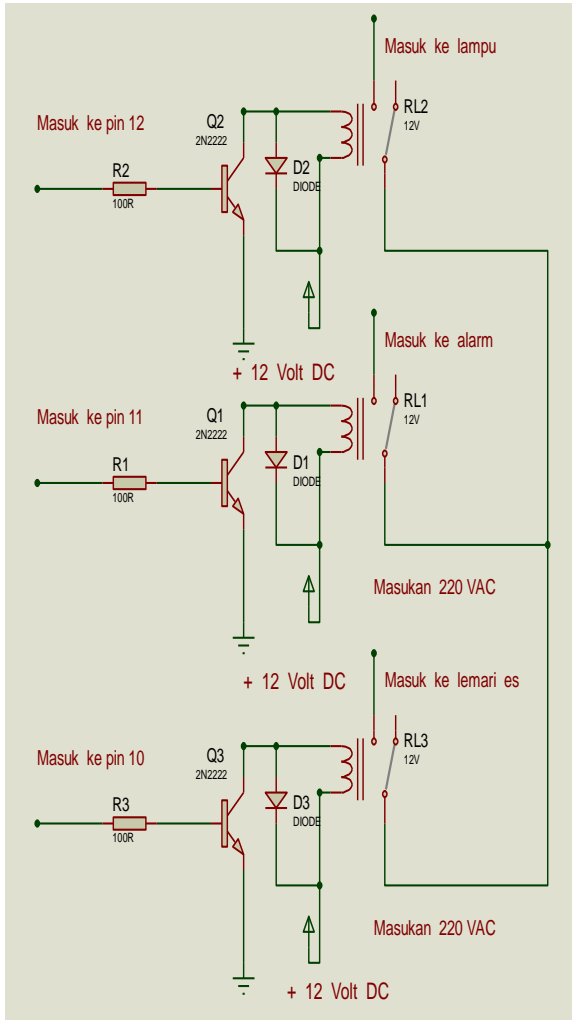 Masuk ke lampu
RL2
12V
Masuk ke pin 12
Q2
2N2222
R2
100R
D2
DIODE
Masuk ke alarm
+ 12 Volt DC
RL1
12V
Masuk ke pin 11
Q1
2N2222
R1
100R
D1
DIODE
Masukan 220 VAC
+ 12 Volt DC
Masuk ke lemari es
RL3
12V
Masuk ke pin 10
Q3
2N2222
R3
100R
D3
DIODE
Masukan 220 VAC
+ 12 Volt DC